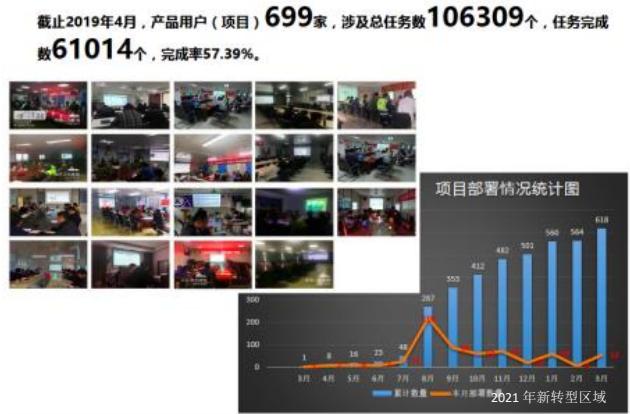 截止2019年4月，产品用户（项目）699家，涉及总任务数106309个，任务完成
数61014个，完成率57.39%。
项目部署情况统计图
618
560 564
482 501
412
353
267
300
200
100
0
1 8 16 23 48
3月 4月 5月 6月 7月 8月 9月 10月 11月 12月 1月 2月 3月
累计数量 本月部署数量
2021 年新转型区域